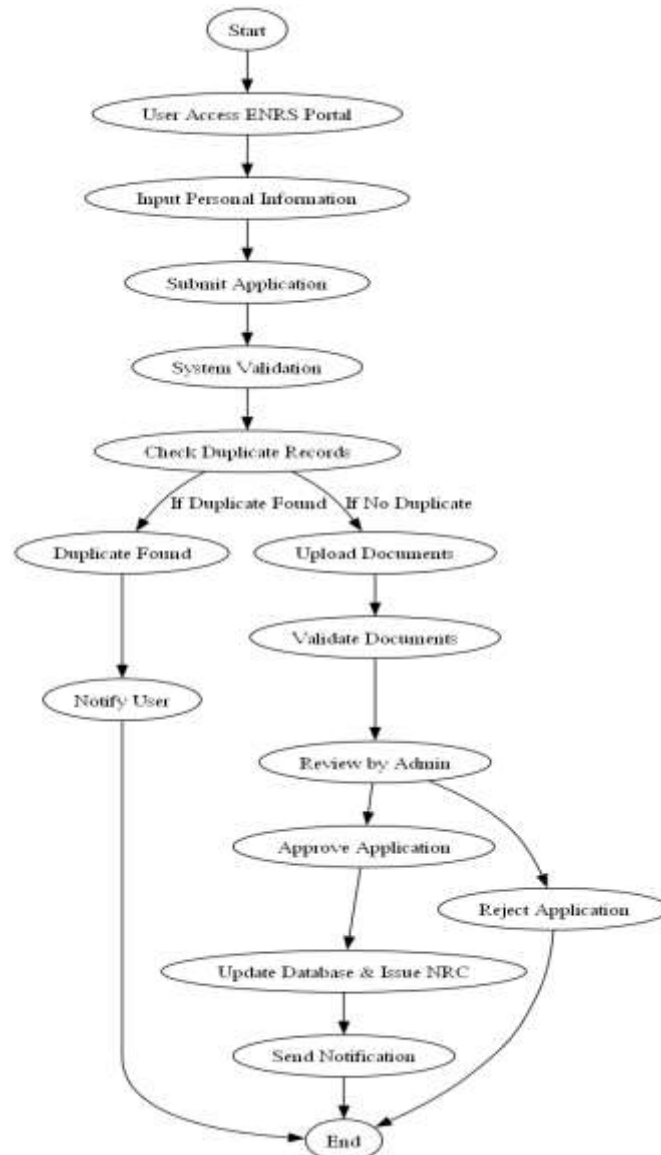 Start
User Access ENRS Portal
Input Personal Information
Submit Application
System Validation
Check Duplicate Records
If Duplicate Found
If No Duplicate
Duplicate Found
Upload Documents
Validate Documents
Notify User
Review by Admin
Approve Application
Reject Application
Update Database & Issue NRC
Send Notification
End